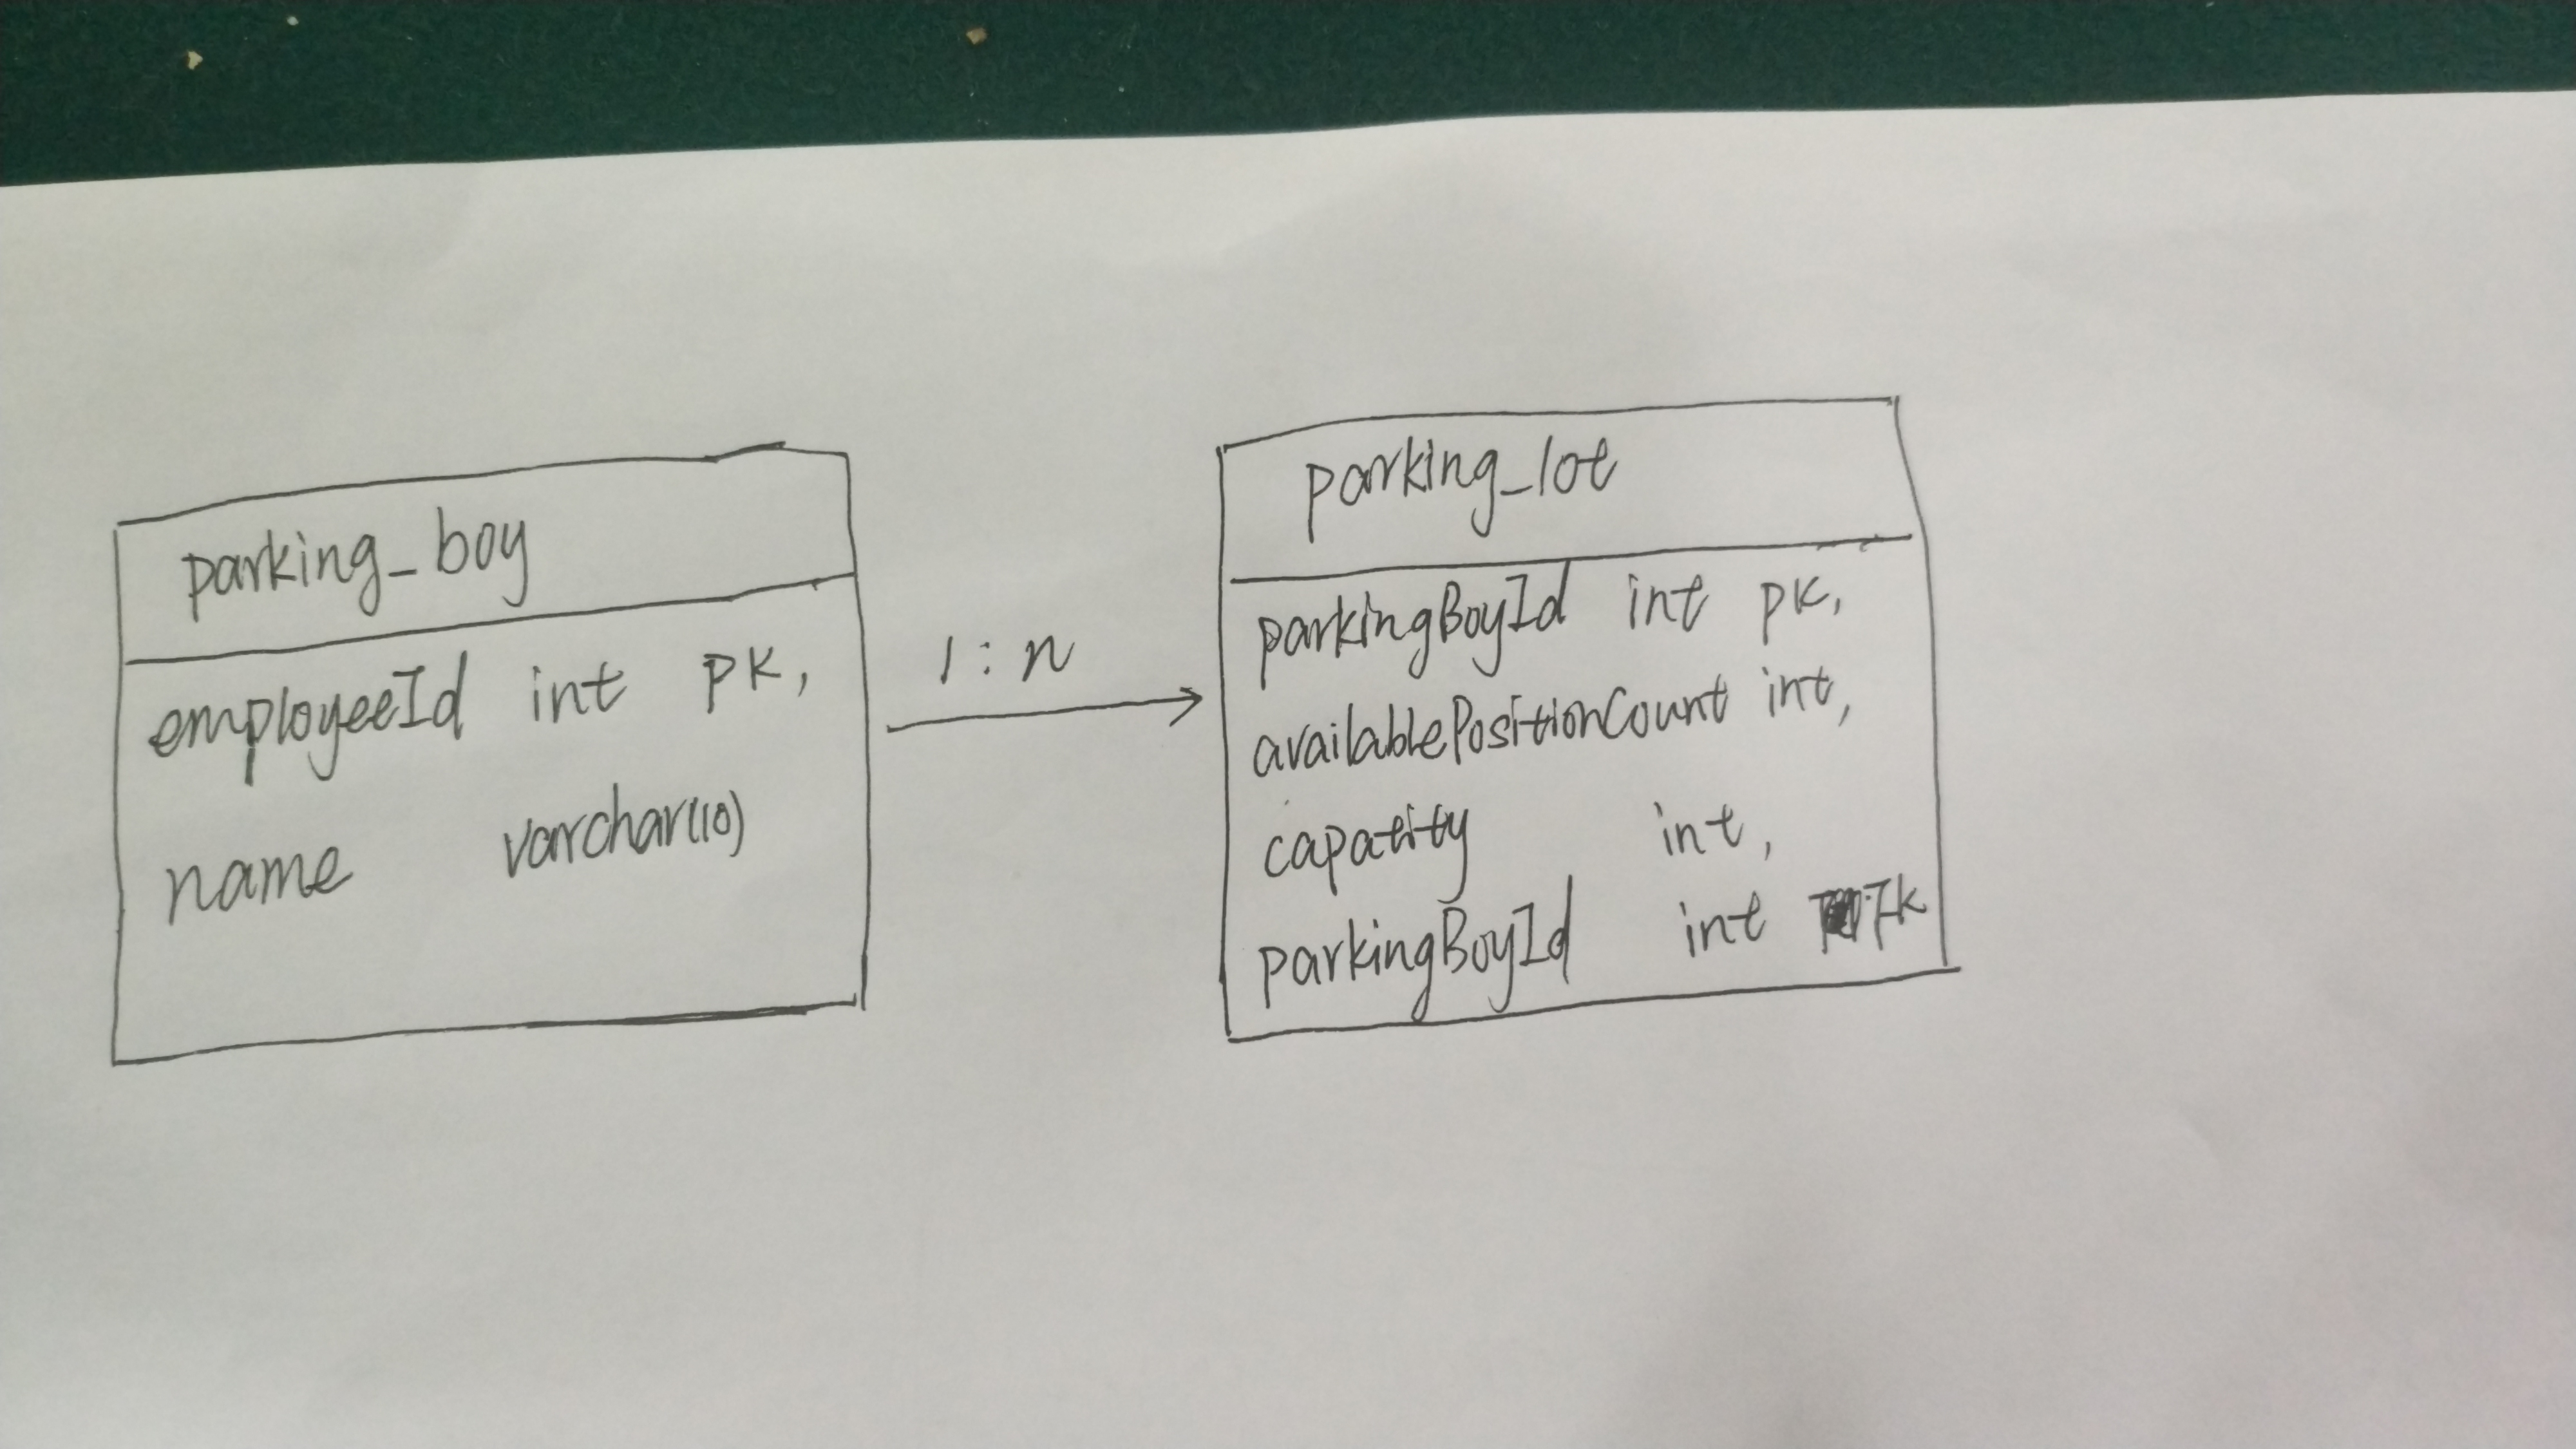 parking_boy
employeeId int PK,
name varchar(10)
1:n
parking_lot
parkingBoyId int PK,
availablePositionCount int,
capacity int,
parkingBoyId int fk